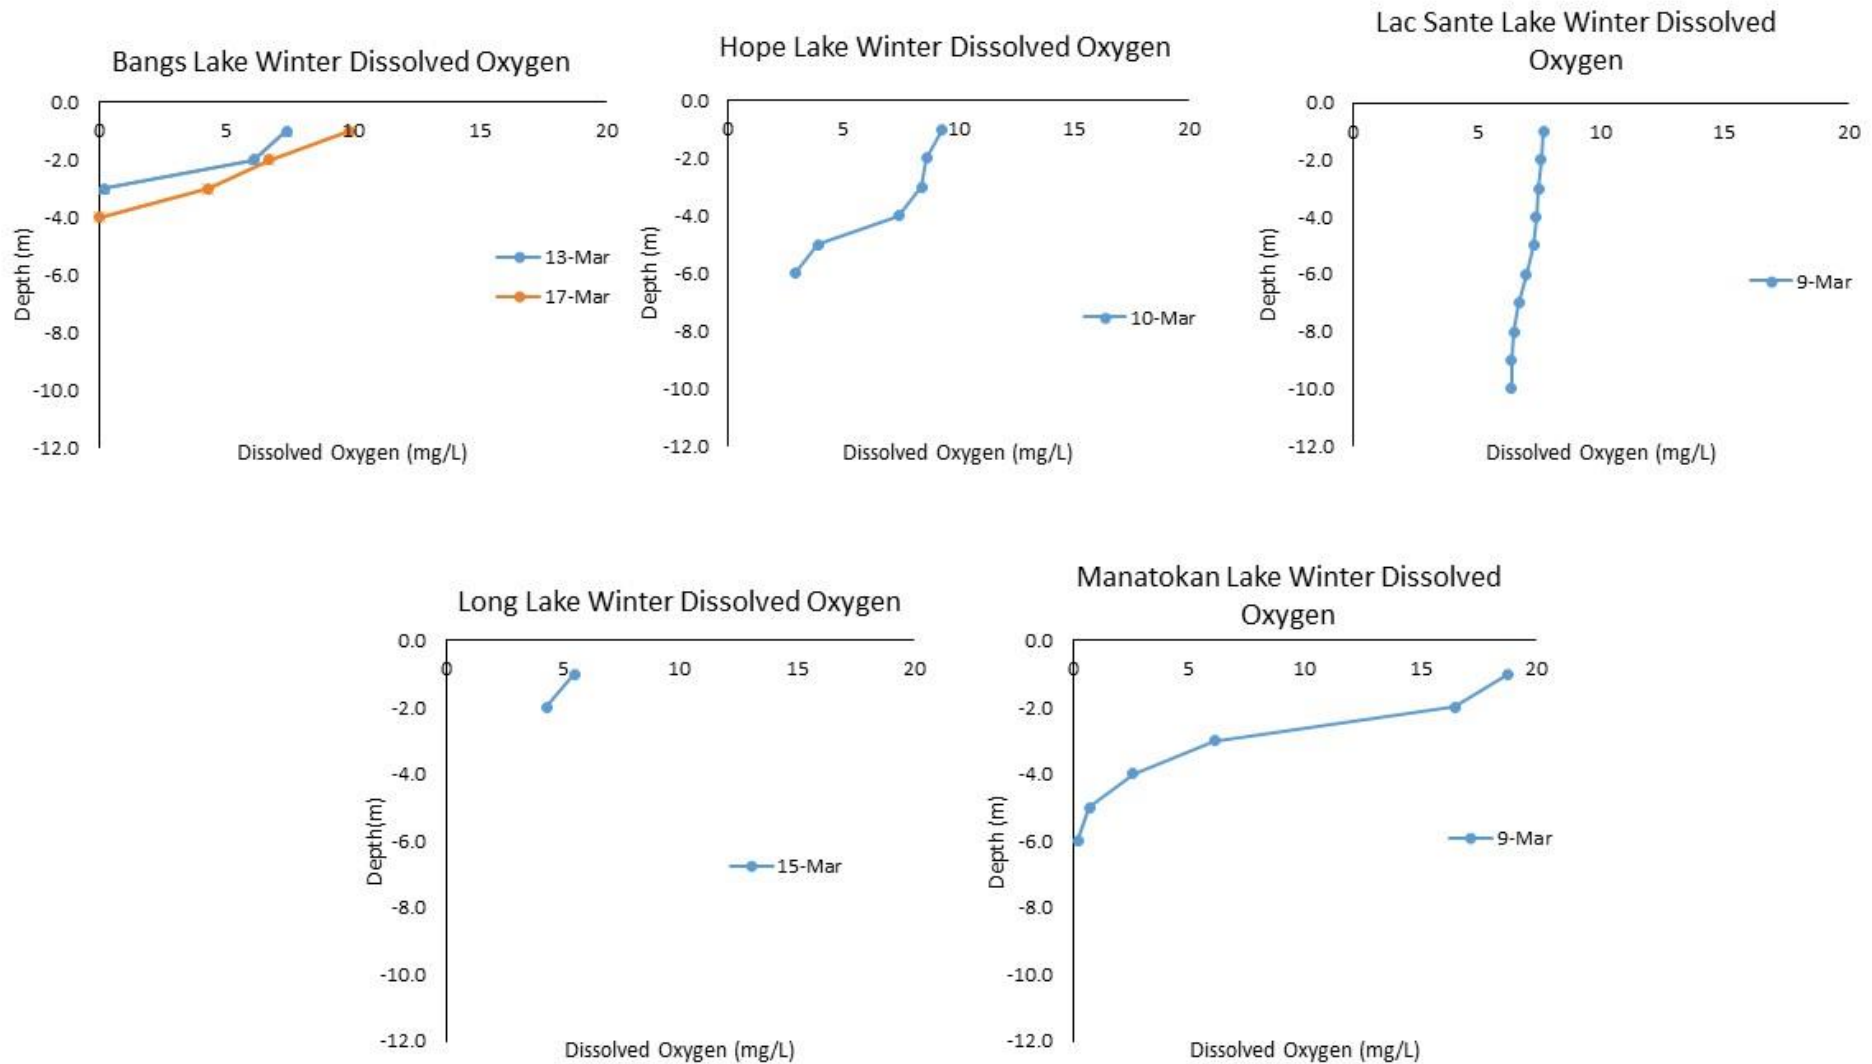 Bangs Lake Winter Dissolved Oxygen
0.0
0 5 10 15 20
-2.0
-4.0
-6.0
-8.0
-10.0
-12.0
Depth (m)
13-Mar
17-Mar
Dissolved Oxygen (mg/L)
Hope Lake Winter Dissolved Oxygen
0.0
0 5 10 15 20
-2.0
-4.0
-6.0
-8.0
-10.0
-12.0
Depth (m)
10-Mar
Dissolved Oxygen (mg/L)
Lac Sante Lake Winter Dissolved
Oxygen
0.0
0 5 10 15 20
-2.0
-4.0
-6.0
-8.0
-10.0
-12.0
Depth (m)
9-Mar
Dissolved Oxygen (mg/L)
Long Lake Winter Dissolved Oxygen
0.0
0 5 10 15 20
-2.0
-4.0
-6.0
-8.0
-10.0
-12.0
Depth(m)
15-Mar
Dissolved Oxygen (mg/L)
Manatokan Lake Winter Dissolved
Oxygen
0.0
0 5 10 15 20
-2.0
-4.0
-6.0
-8.0
-10.0
-12.0
Depth (m)
9-Mar
Dissolved Oxygen (mg/L)